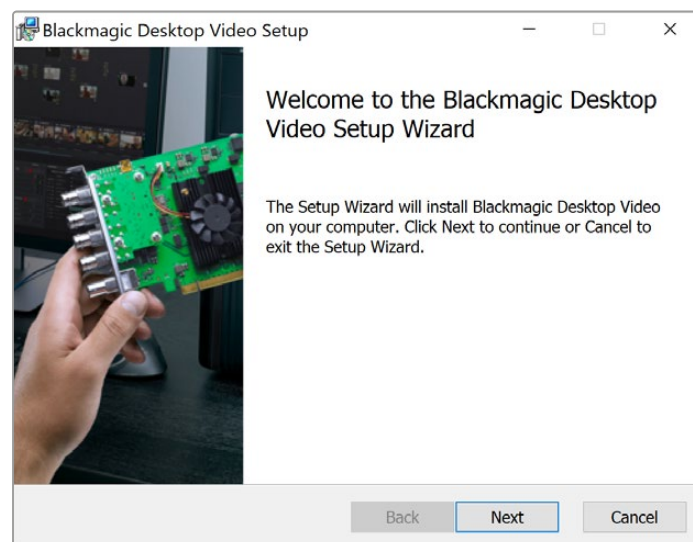 Blackmagic Desktop Video Setup
Welcome to the Blackmagic Desktop
Video Setup Wizard
The Setup Wizard will install Blackmagic Desktop Video
on your computer. Click Next to continue or Cancel to
exit the Setup Wizard.
Back
Next
Cancel